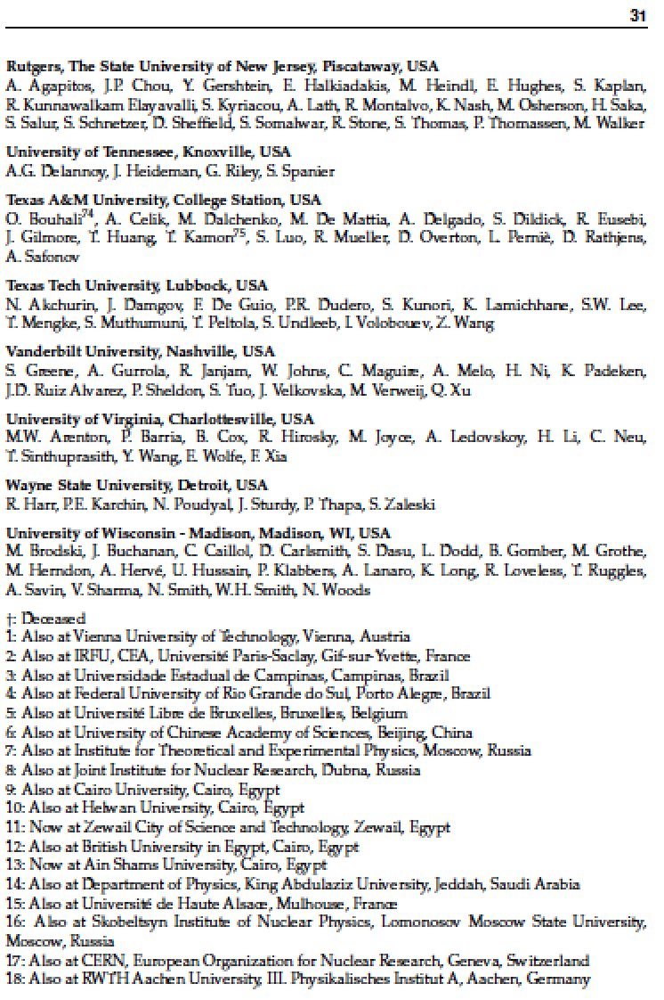 31
Rutgers, The State University of New Jersey, Piscataway, USA
A. Agapitos, J.P. Chou, Y. Gershtein, E. Halkiadakis, M. Heindl, E. Hughes, S. Kaplan,
R. Kunnawalkam Elayavalli, S. Kyriacou, A. Lath, R. Montalvo, K. Nash, M. Osherson, H. Saka,
S. Salur, S. Schnetzer, D. Sheffield, S. Somalwar, R. Stone, S. Thomas, P. Thomassen, M. Walker
University of Tennessee, Knoxville, USA
A.G. Delannoy, J. Heideman, G. Riley, S. Spanier
Texas A&M University, College Station, USA
O. Bouhali74, A. Celik, M. Dalchenko, M. De Mattia, A. Delgado, S. Dildick, R. Eusebi,
J. Gilmore, T. Huang, T. Kamon75, S. Luo, R. Mueller, D. Overton, L. Perniè, D. Rathjens,
A. Safonov
Texas Tech University, Lubbock, USA
N. Akchurin, J. Damgov, F. De Guio, P.R. Dudero, S. Kunori, K. Lamichhane, S.W. Lee,
T. Mengke, S. Muthumuni, T. Peltola, S. Undleeb, I. Volobouev, Z. Wang
Vanderbilt University, Nashville, USA
S. Greene, A. Gurrola, R. Janjam, W. Johns, C. Maguire, A. Melo, H. Ni, K. Padeken,
J.D. Ruiz Alvarez, P. Sheldon, S. Tuo, J. Velkovska, M. Verweij, Q. Xu
University of Virginia, Charlottesville, USA
M.W. Arenton, P. Barria, B. Cox, R. Hirosky, M. Joyce, A. Ledovskoy, H. Li, C. Neu,
T. Sinthuprasith, Y. Wang, E. Wolfe, F. Xia
Wayne State University, Detroit, USA
R. Harr, P.E. Karchin, N. Poudyal, J. Sturdy, P. Thapa, S. Zaleski
University of Wisconsin - Madison, Madison, WI, USA
M. Brodski, J. Buchanan, C. Caillol, D. Carlsmith, S. Dasu, L. Dodd, B. Gomber, M. Grothe,
M. Herndon, A. Hervé, U. Hussain, P. Klabbers, A. Lanaro, K. Long, R. Loveless, T. Ruggles,
A. Savin, V. Sharma, N. Smith, W.H. Smith, N. Woods
†: Deceased
1: Also at Vienna University of Technology, Vienna, Austria
2: Also at IRFU, CEA, Université Paris-Saclay, Gif-sur-Yvette, France
3: Also at Universidade Estadual de Campinas, Campinas, Brazil
4: Also at Federal University of Rio Grande do Sul, Porto Alegre, Brazil
5: Also at Université Libre de Bruxelles, Bruxelles, Belgium
6: Also at University of Chinese Academy of Sciences, Beijing, China
7: Also at Institute for Theoretical and Experimental Physics, Moscow, Russia
8: Also at Joint Institute for Nuclear Research, Dubna, Russia
9: Also at Cairo University, Cairo, Egypt
10: Also at Helwan University, Cairo, Egypt
11: Now at Zewail City of Science and Technology, Zewail, Egypt
12: Also at British University in Egypt, Cairo, Egypt
13: Now at Ain Shams University, Cairo, Egypt
14: Also at Department of Physics, King Abdulaziz University, Jeddah, Saudi Arabia
15: Also at Université de Haute Alsace, Mulhouse, France
16: Also at Skobeltsyn Institute of Nuclear Physics, Lomonosov Moscow State University,
Moscow, Russia
17: Also at CERN, European Organization for Nuclear Research, Geneva, Switzerland
18: Also at RWTH Aachen University, III. Physikalisches Institut A, Aachen, Germany